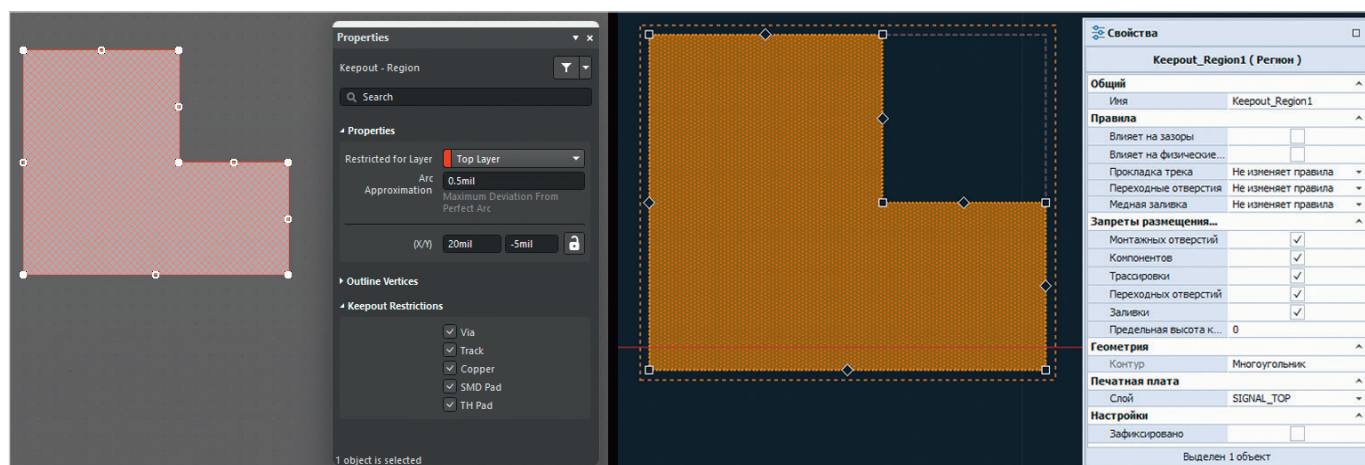 Properties
Keepout - Region
Search
Properties
Restricted for Layer Top Layer
Arc Approximation 0.5mil
Maximum Deviation From
Perfect Arc
(X/Y) 20mil -5mil
Outline Vertices
Keepout Restrictions
Via
Track
Copper
SMD Pad
TH Pad
1 object is selected
Свойства
Keepout_Region1 ( Регион )
Общий
Имя Keepout_Region1
Правила
Влияет на зазоры
Влияет на физические...
Прокладка трека Не изменяет правила
Переходные отверстия Не изменяет правила
Медная заливка Не изменяет правила
Запреты размещения...
Монтажных отверстий
Компонентов
Трассировки
Переходных отверстий
Заливки
Предельная высота к... 0
Геометрия
Контур Многоугольник
Печатная плата
Слой SIGNAL_TOP
Настройки
Зафиксировано
Выделен 1 объект